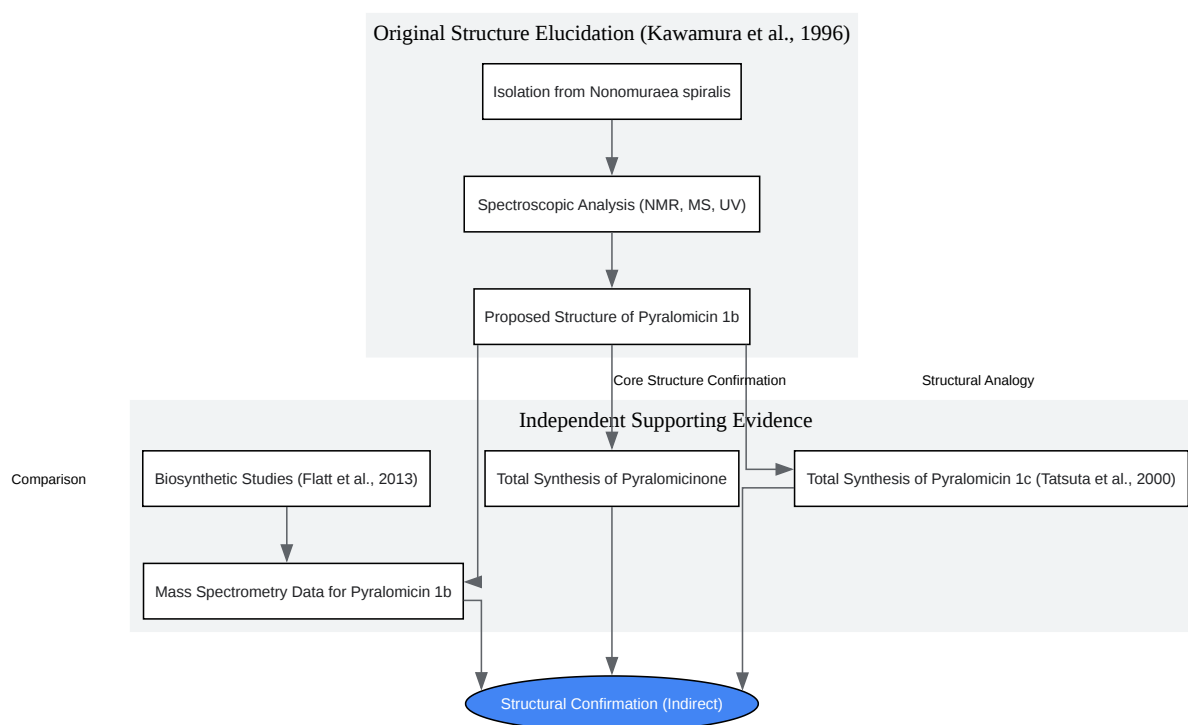 Original Structure Elucidation (Kawamura et al., 1996)
Isolation from Nonomuraea spiralis
Spectroscopic Analysis (NMR, MS, UV)
Proposed Structure of Pyralomicin 1b
Core Structure Confirmation
Structural Analogy
Independent Supporting Evidence
Comparison
Biosynthetic Studies (Flatt et al., 2013)
Total Synthesis of Pyralomicinone
Total Synthesis of Pyralomicin 1c (Tatsuta et al., 2000)
Mass Spectrometry Data for Pyralomicin 1b
Structural Confirmation (Indirect)